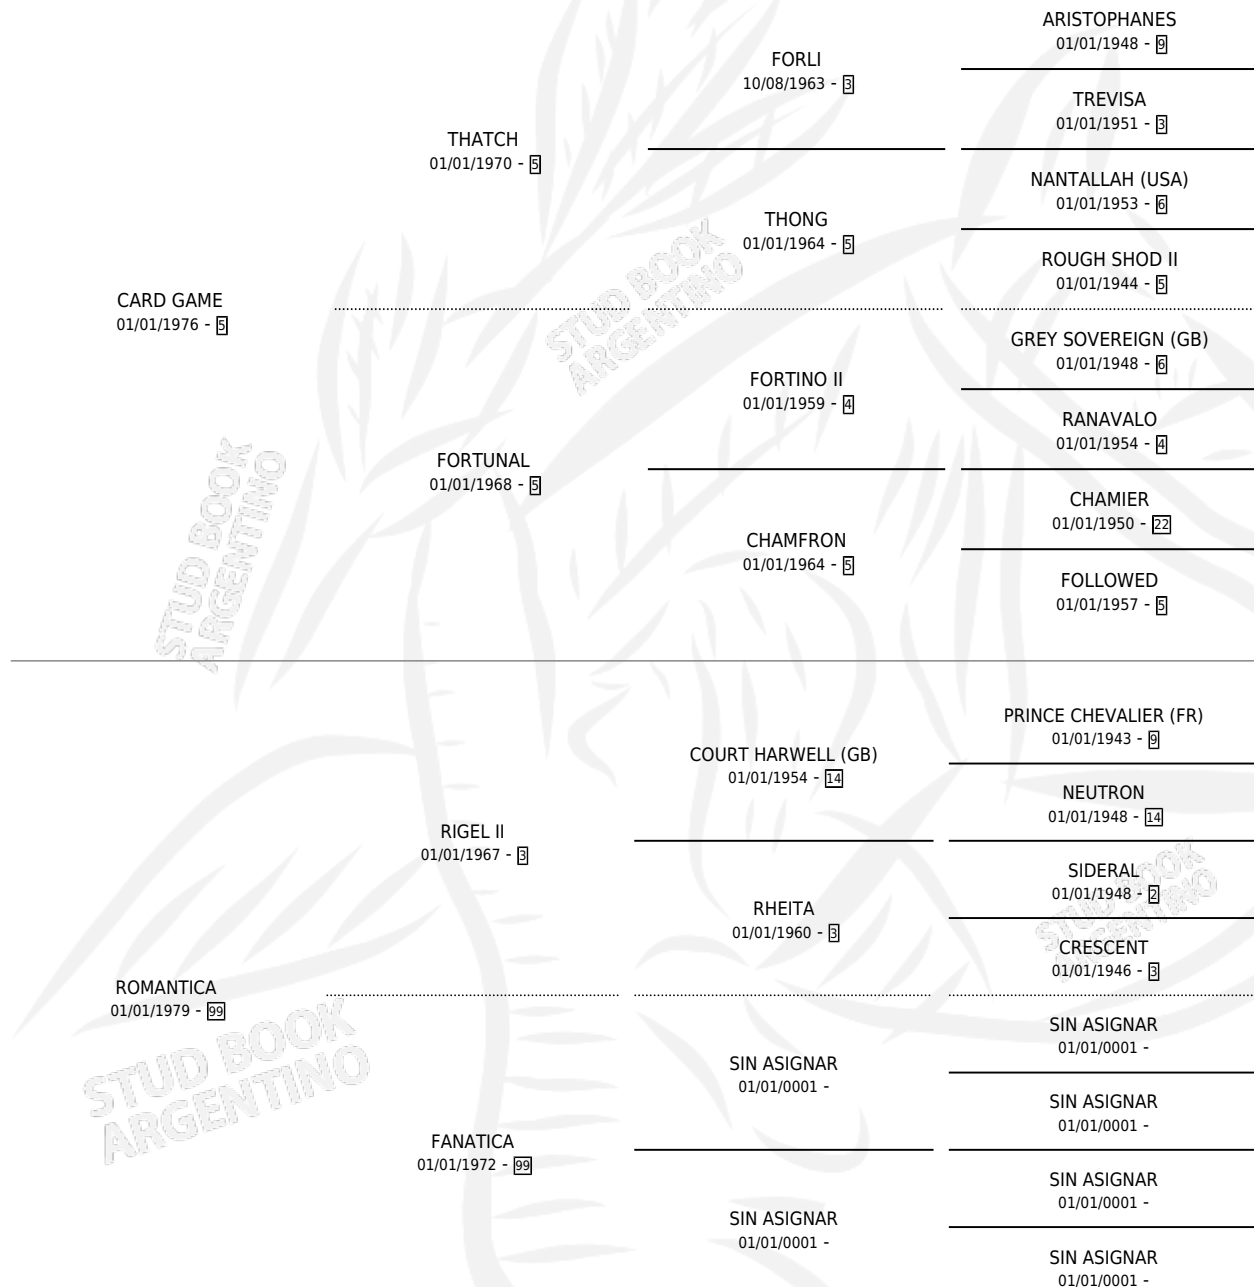 ARISTOPHANES
01/01/1948 - 9
FORLI
10/08/1963 - 3
TREVISA
01/01/1951 - 3
THATCH
01/01/1970 - 5
NANTALLAH (USA)
01/01/1953 - 6
THONG
01/01/1964 - 5
ROUGH SHOD II
01/01/1944 - 5
CARD GAME
01/01/1976 - 5
GREY SOVEREIGN (GB)
01/01/1948 - 6
FORTINO II
01/01/1959 - 4
RANAVALO
01/01/1954 - 4
FORTUNAL
01/01/1968 - 5
CHAMIER
01/01/1950 - 22
CHAMFRON
01/01/1964 - 5
FOLLOWED
01/01/1957 - 5
PRINCE CHEVALIER (FR)
01/01/1943 - 9
COURT HARWELL (GB)
01/01/1954 - 14
NEUTRON
01/01/1948 - 14
RIGEL II
01/01/1967 - 3
SIDERAL
01/01/1948 - 2
RHEITA
01/01/1960 - 3
CRESCENT
01/01/1946 - 3
ROMANTICA
01/01/1979 - 99
SIN ASIGNAR
01/01/0001 -
SIN ASIGNAR
01/01/0001 -
SIN ASIGNAR
01/01/0001 -
FANATICA
01/01/1972 - 99
SIN ASIGNAR
01/01/0001 -
SIN ASIGNAR
01/01/0001 -
SIN ASIGNAR
01/01/0001 -
STUD BOOK
ARGENTINO
STUD BOOK
ARGENTINO
STUD BOOK
ARGENTINO
STUD BOOK
ARGENTINO